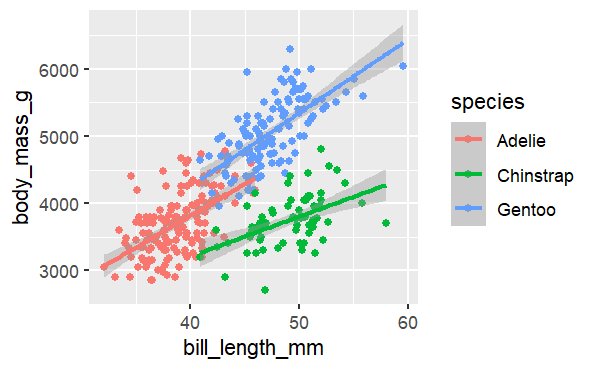 body_mass_g
6000
5000
4000
3000
40
50
60
bill_length_mm
species
Adelie
Chinstrap
Gentoo